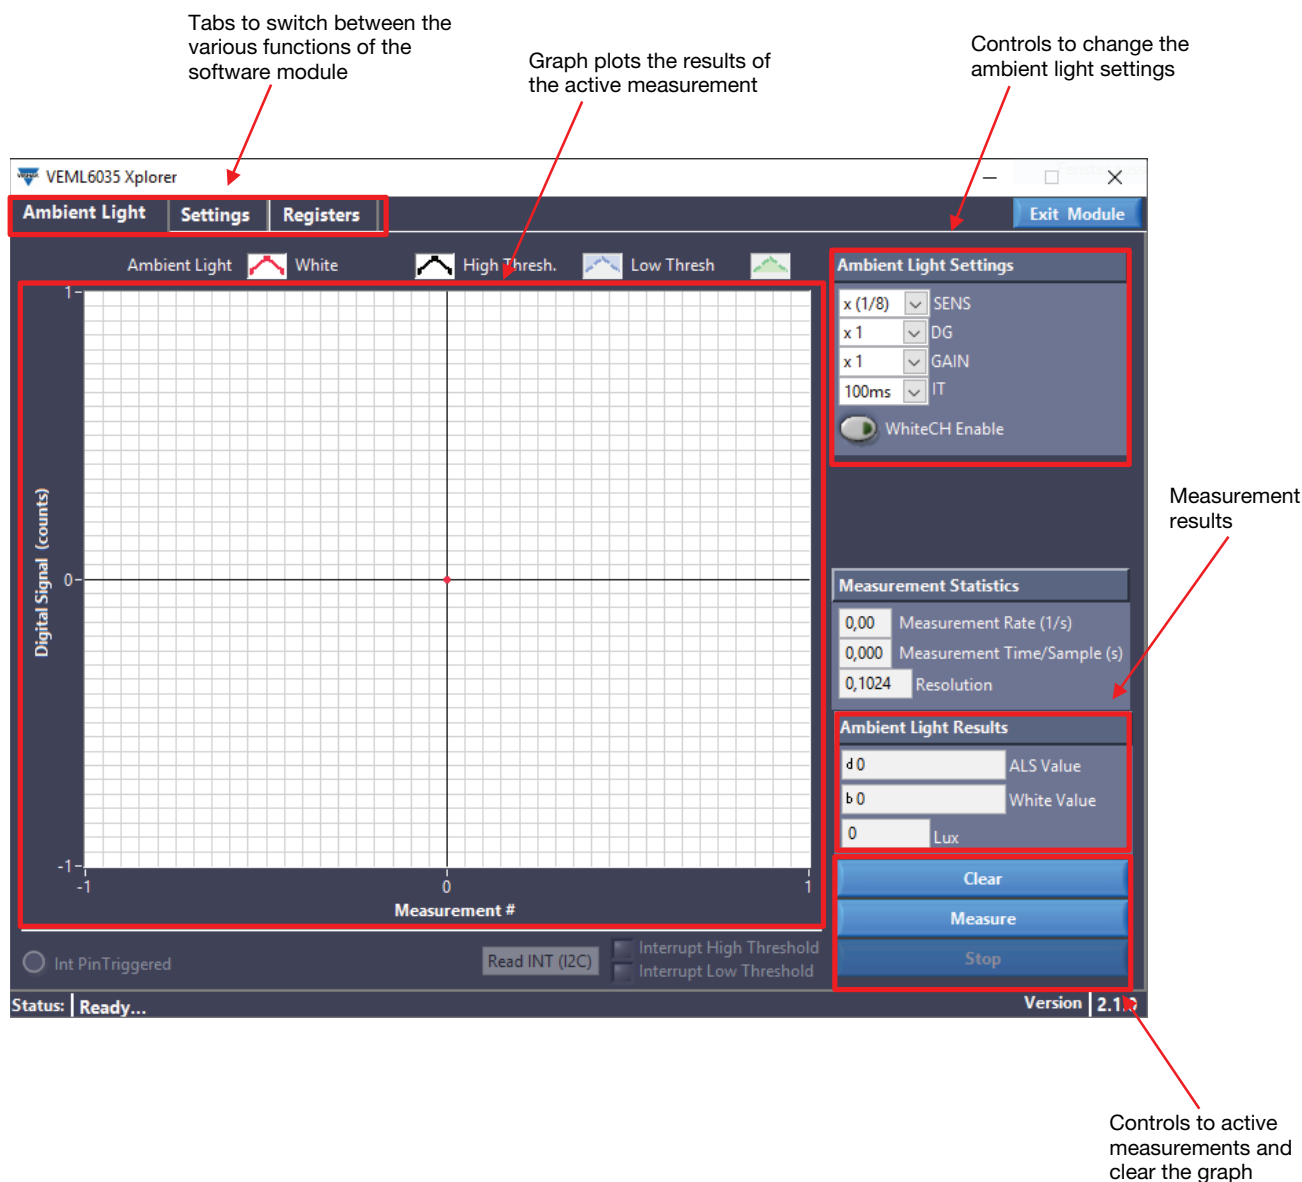 Tabs to switch between the
various functions of the
software module
Graph plots the results of
the active measurement
Controls to change the
ambient light settings
VEML6035 Xplorer
Ambient Light
Settings
Registers
Exit Module
Ambient Light
White
High Thresh.
Low Thresh
Ambient Light Settings
x (1/8) SENS
x 1 DG
x 1 GAIN
100ms IT
WhiteCH Enable
Measurement
results
1
0
-1
Digital Signal (counts)
-1 0 1
Measurement #
Measurement Statistics
0,00 Measurement Rate (1/s)
0,000 Measurement Time/Sample (s)
0,1024 Resolution
Ambient Light Results
d 0 ALS Value
b 0 White Value
0 Lux
Clear
Measure
Stop
Int PinTriggered
Read INT (I2C)
Interrupt High Threshold
Interrupt Low Threshold
Status: Ready...
Version
Controls to active
measurements and
clear the graph